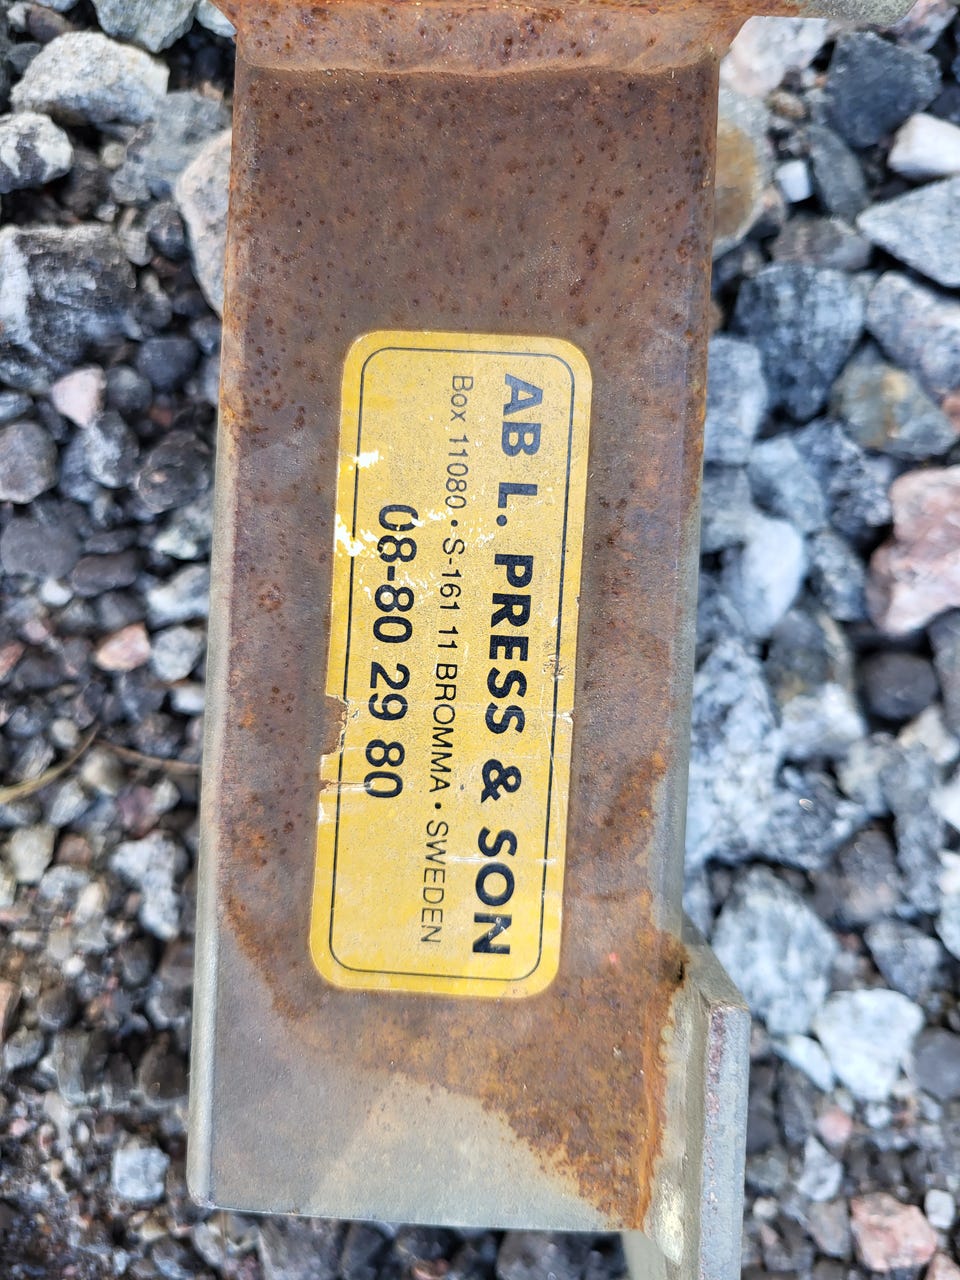 AB L. PRESS & SON
Box 11080 • S-161 11 BROMMA • SWEDEN
08-80 29 80